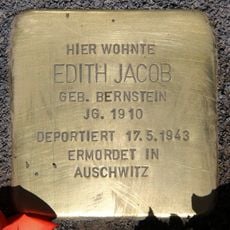 HIER WOHNTE
EDITH JACOB
GEB. BERNSTEIN
JG. 1910
DEPORTIERT 17.5.1943
ERMORDET IN
AUSCHWITZ